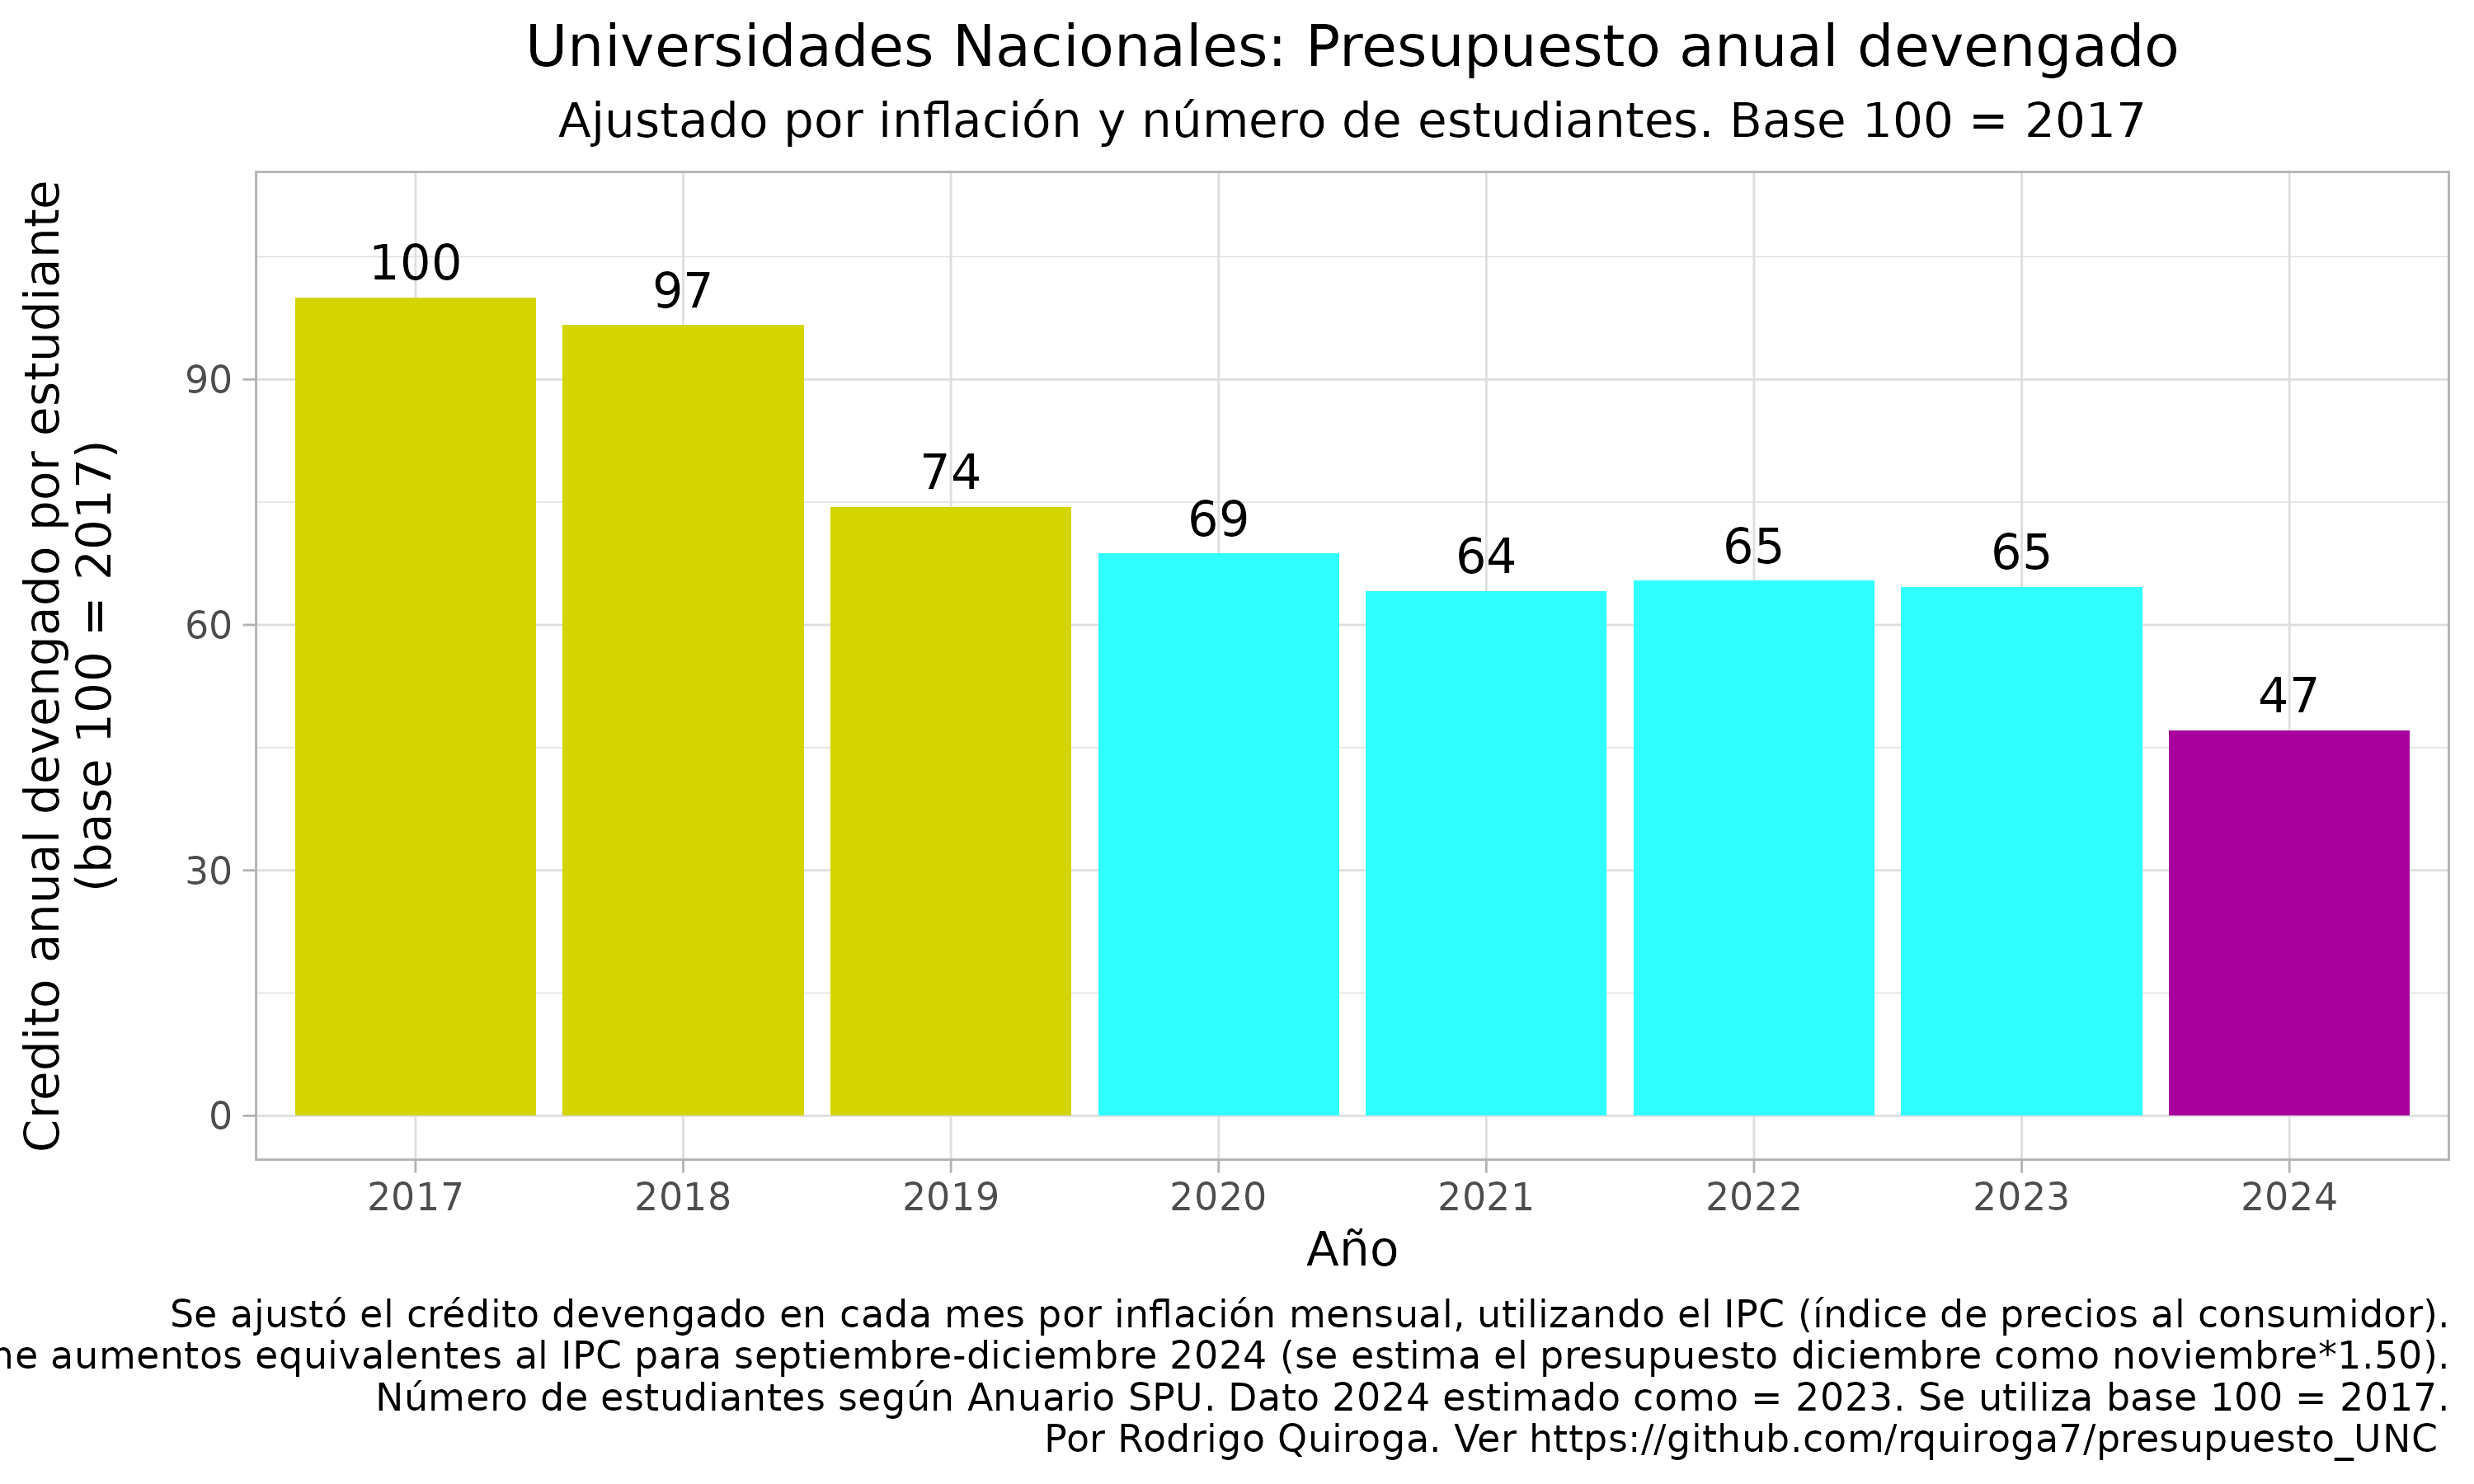 Universidades Nacionales: Presupuesto anual devengado
Ajustado por inflación y número de estudiantes. Base 100 = 2017
Credito anual devengado por estudiante
(base 100 = 2017)
100
97
74
69
64
65
65
47
90
60
30
0
2017
2018
2019
2020
2021
2022
2023
2024
Año
Se ajustó el crédito devengado en cada mes por inflación mensual, utilizando el IPC (índice de precios al consumidor).
aumentos equivalentes al IPC para septiembre-diciembre 2024 (se estima el presupuesto diciembre como noviembre*1.50).
Número de estudiantes según Anuario SPU. Dato 2024 estimado como = 2023. Se utiliza base 100 = 2017.
Por Rodrigo Quiroga. Ver https://github.com/rquiroga7/presupuesto_UNC